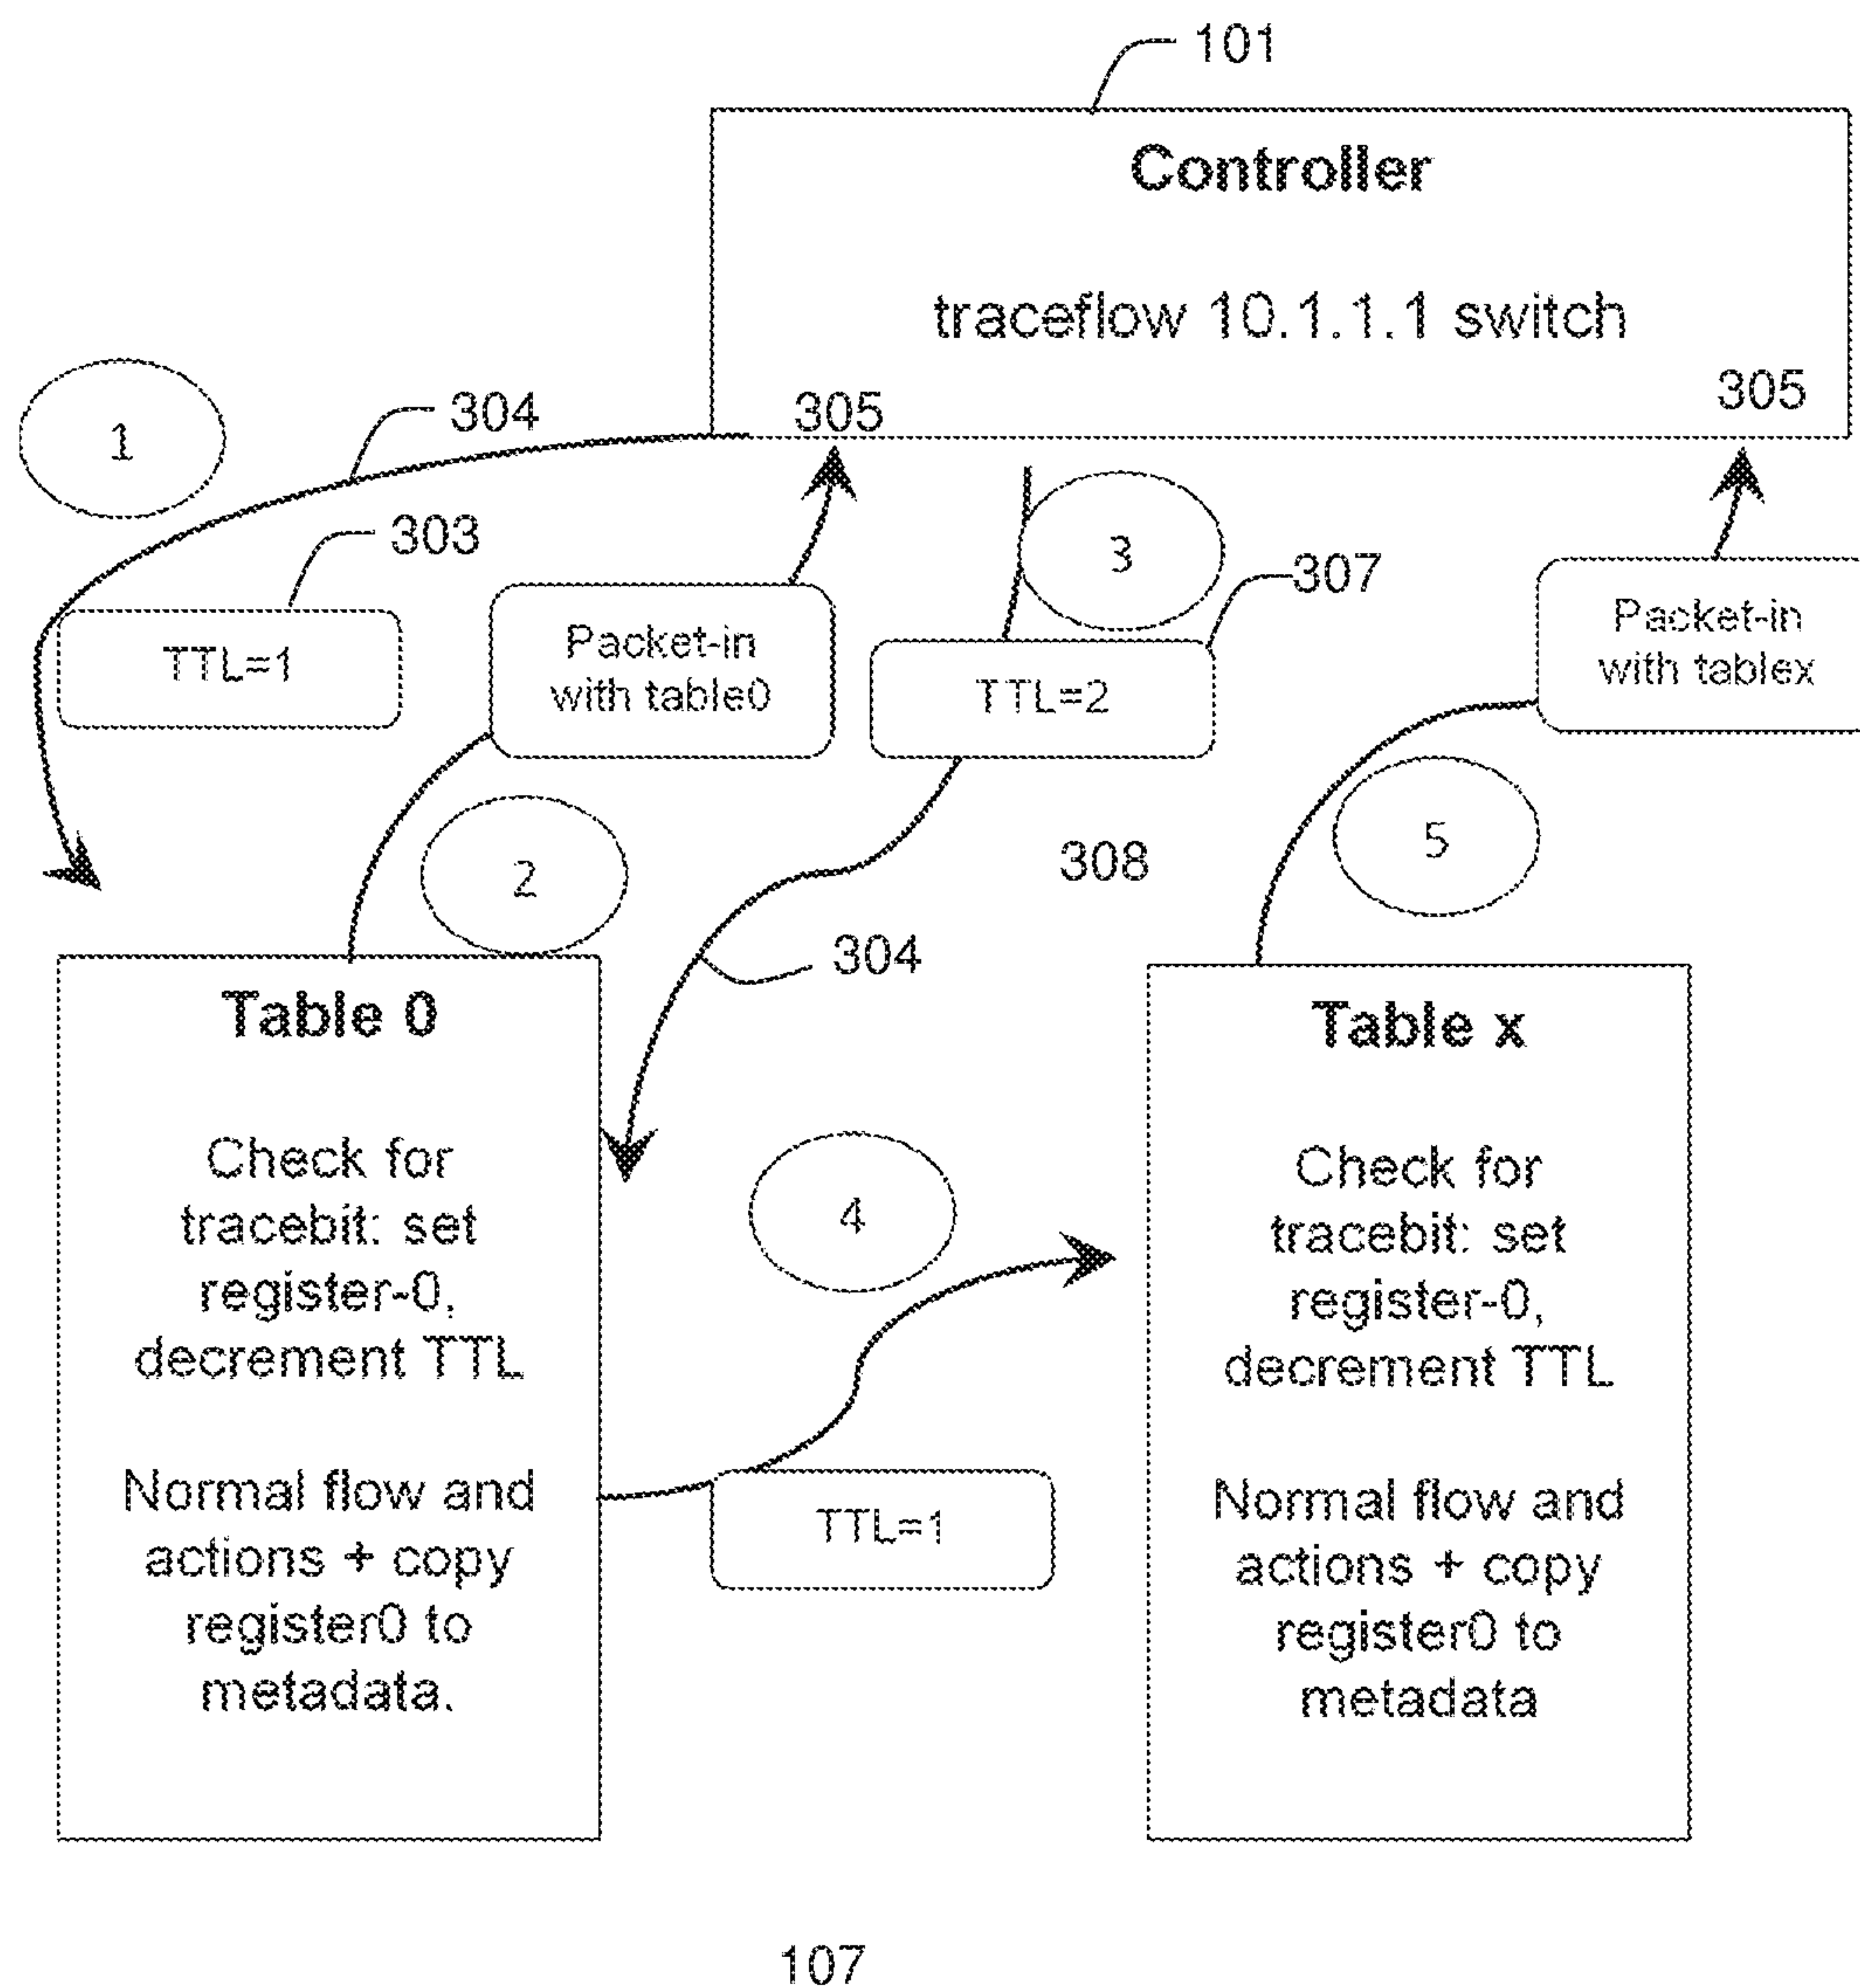 101
Controller
traceflow 10.1.1.1 switch
305
305
1
304
303
TTL=1
Packet-in
with table0
3
307
TTL=2
Packet-in
with tablex
2
308
5
304
Table 0
Check for
tracebit: set
register-0,
decrement TTL
Normal flow and
actions + copy
register0 to
metadata.
4
TTL=1
Table x
Check for
tracebit: set
register-0,
decrement TTL
Normal flow and
actions + copy
register0 to
metadata
107